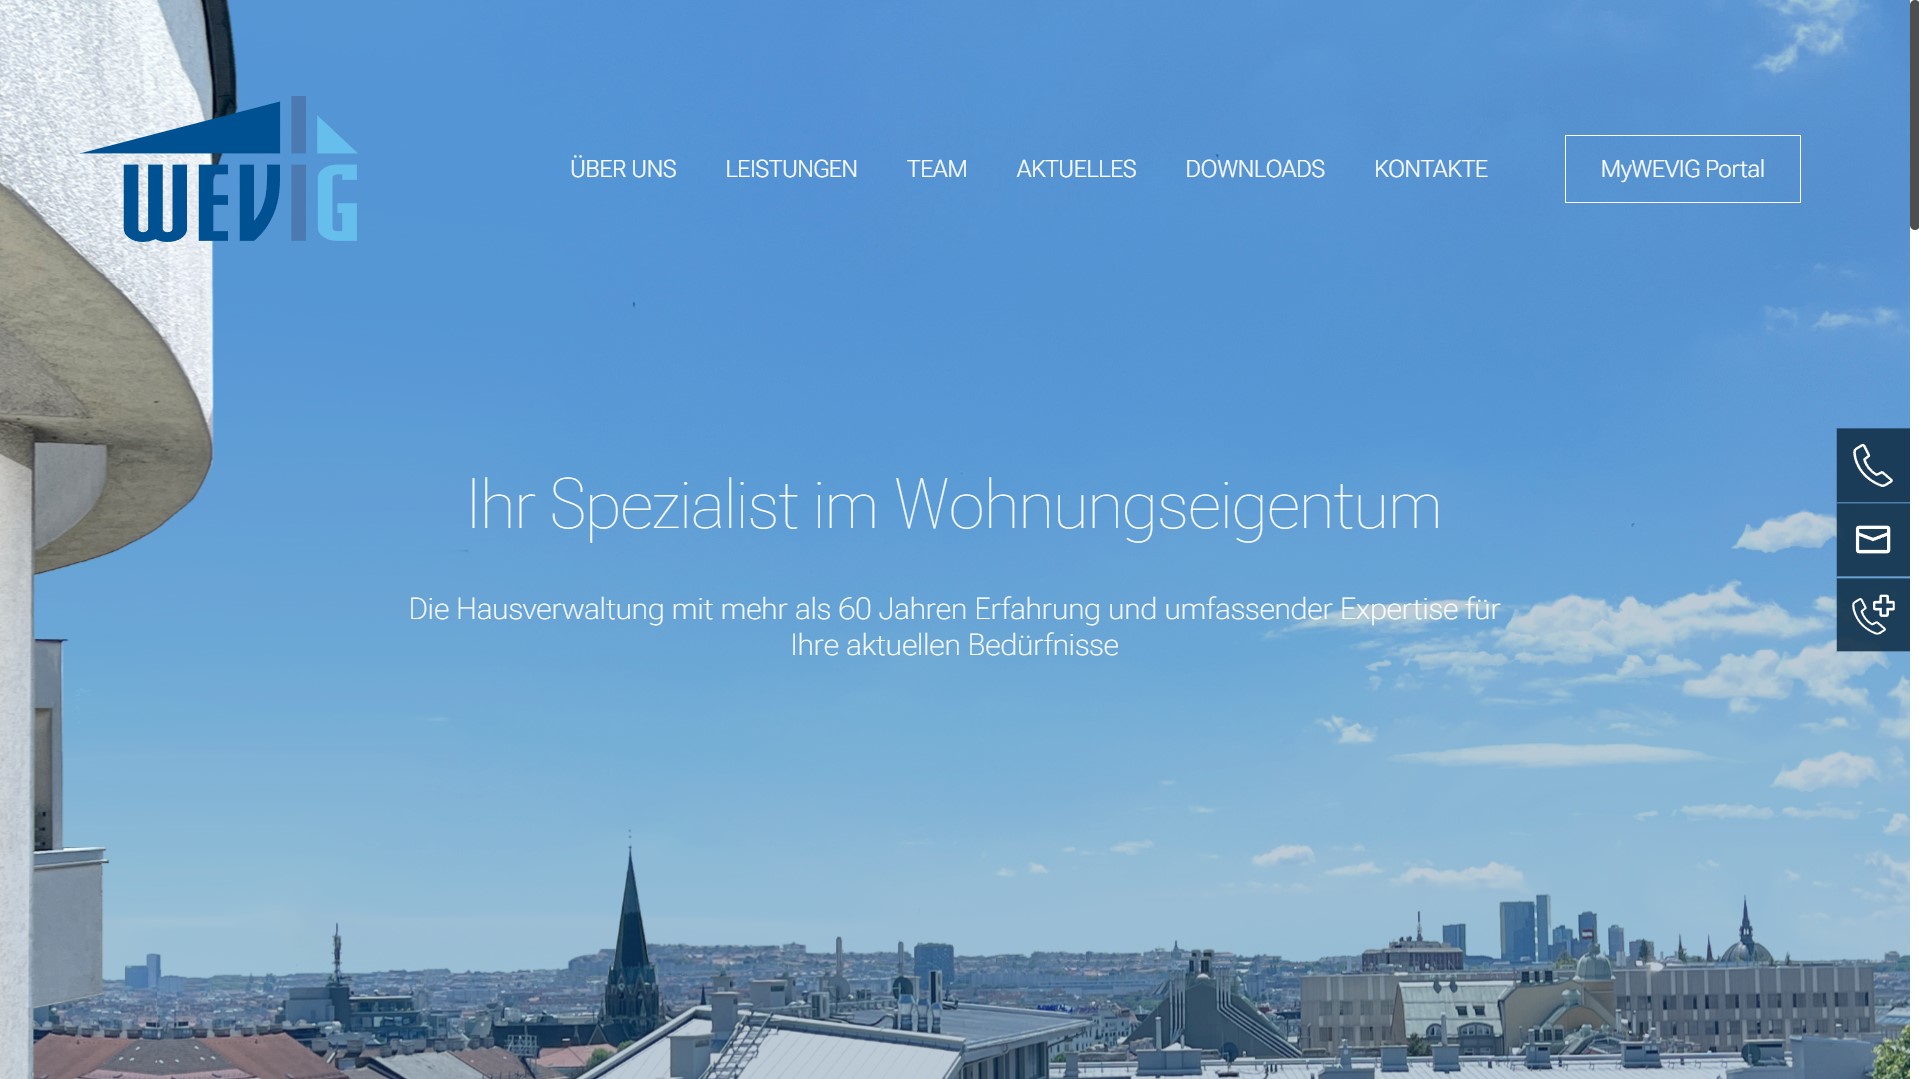 WEVIG
ÜBER UNS
LEISTUNGEN
TEAM
AKTUELLES
DOWNLOADS
KONTAKTE
MyWEVIG Portal
Ihr Spezialist im Wohnungseigentum
Die Hausverwaltung mit mehr als 60 Jahren Erfahrung und umfassender Expertise für
Ihre aktuellen Bedürfnisse